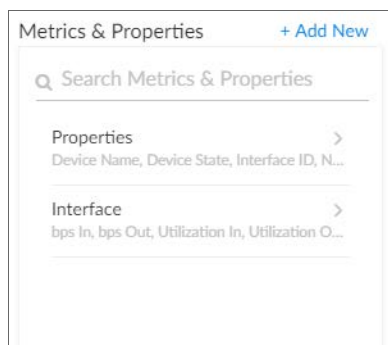 Metrics & Properties + Add New
Search Metrics & Properties
Properties
Device Name, Device State, Interface ID, N...
Interface
bps In, bps Out, Utilization In, Utilization O...